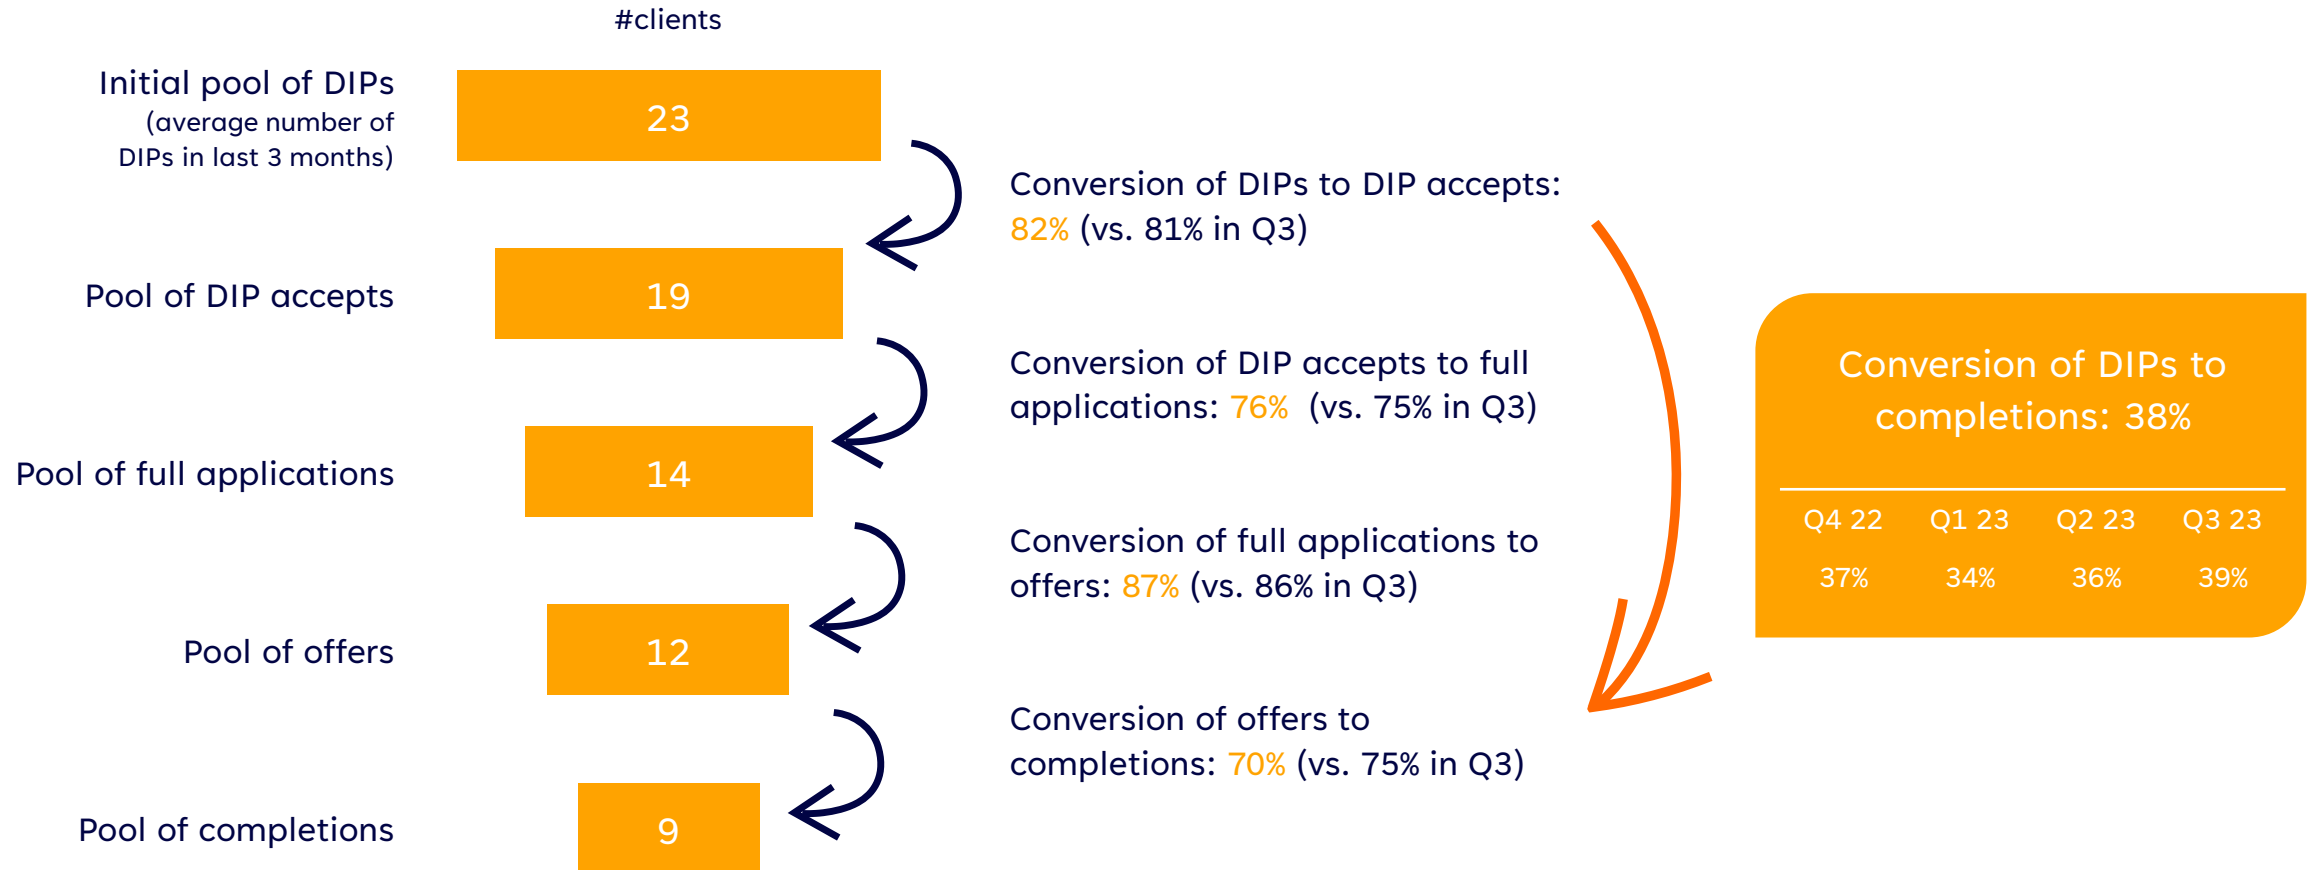 #clients
Initial pool of DIPs
(average number of
DIPs in last 3 months)
23
Conversion of DIPs to DIP accepts:
82% (vs. 81% in Q3)
Pool of DIP accepts
19
Conversion of DIP accepts to full
applications: 76% (vs. 75% in Q3)
Pool of full applications
14
Conversion of full applications to
offers: 87% (vs. 86% in Q3)
Pool of offers
12
Conversion of offers to
completions: 70% (vs. 75% in Q3)
Pool of completions
9
Conversion of DIPs to
completions: 38%
Q4 22 Q1 23 Q2 23 Q3 23
37% 34% 36% 39%